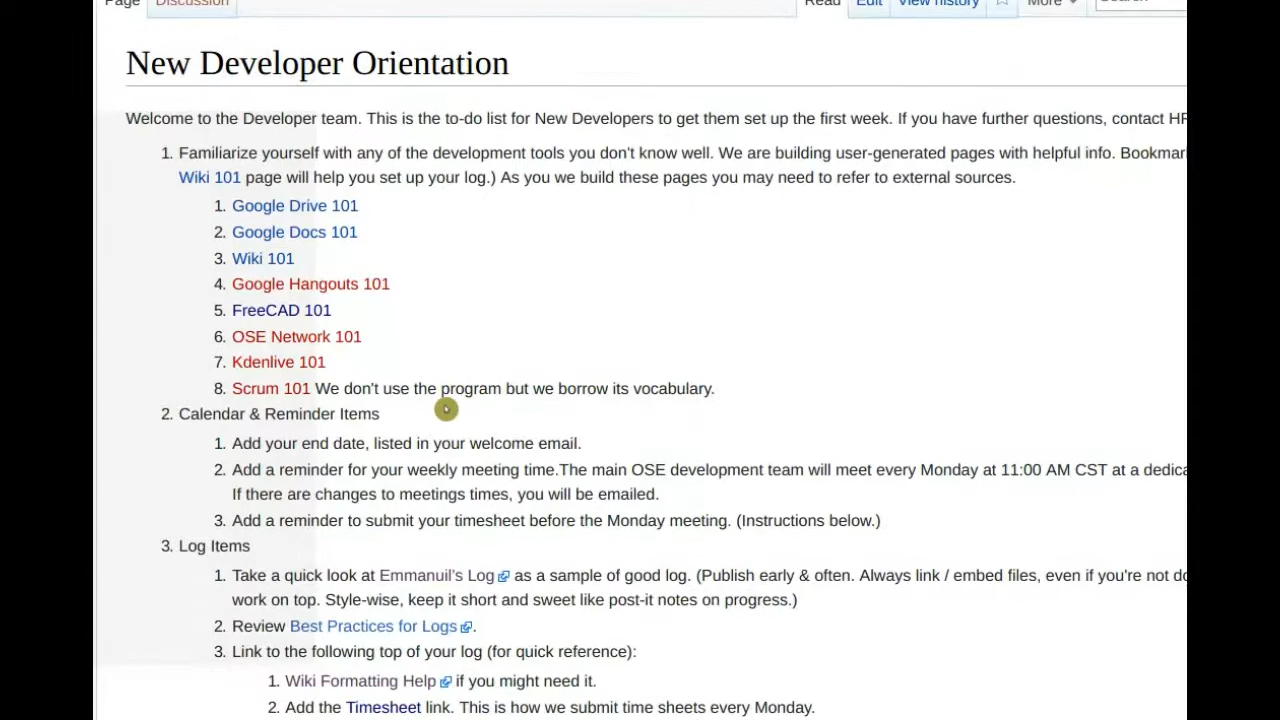 Page Discussion Read Edit View history More Search
New Developer Orientation
Welcome to the Developer team. This is the to-do list for New Developers to get them set up the first week. If you have further questions, contact HR
1. Familiarize yourself with any of the development tools you don't know well. We are building user-generated pages with helpful info. Bookmar
Wiki 101 page will help you set up your log.) As you we build these pages you may need to refer to external sources.
1. Google Drive 101
2. Google Docs 101
3. Wiki 101
4. Google Hangouts 101
5. FreeCAD 101
6. OSE Network 101
7. Kdenlive 101
8. Scrum 101 We don't use the program but we borrow its vocabulary.
2. Calendar & Reminder Items
1. Add your end date, listed in your welcome email.
2. Add a reminder for your weekly meeting time.The main OSE development team will meet every Monday at 11:00 AM CST at a dedica
If there are changes to meetings times, you will be emailed.
3. Add a reminder to submit your timesheet before the Monday meeting. (Instructions below.)
3. Log Items
1. Take a quick look at Emmanuil's Log as a sample of good log. (Publish early & often. Always link / embed files, even if you're not do
work on top. Style-wise, keep it short and sweet like post-it notes on progress.)
2. Review Best Practices for Logs.
3. Link to the following top of your log (for quick reference):
1. Wiki Formatting Help if you might need it.
2. Add the Timesheet link. This is how we submit time sheets every Monday.